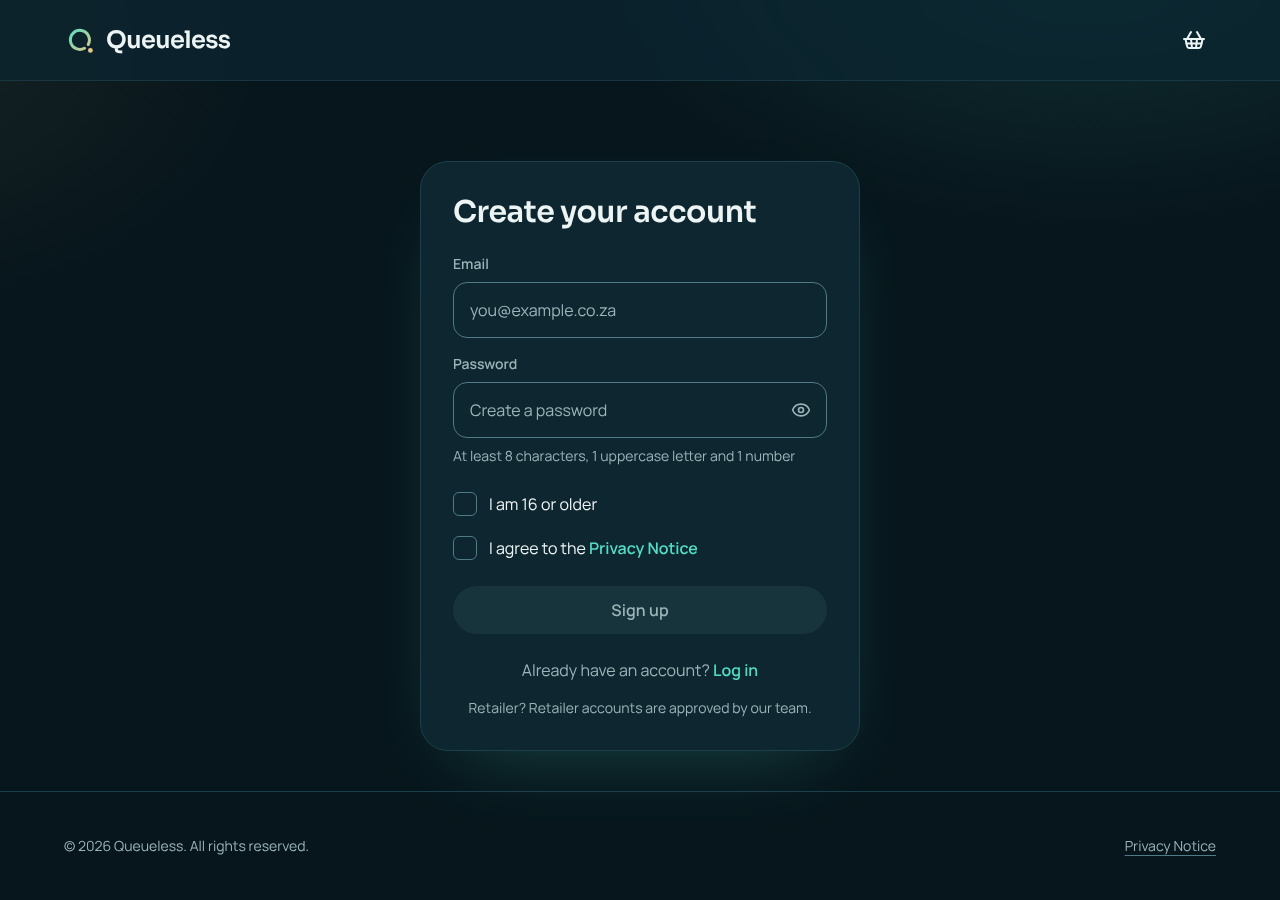 Queueless
Create your account
Email
you@example.co.za
Password
Create a password
At least 8 characters, 1 uppercase letter and 1 number
I am 16 or older
I agree to the Privacy Notice
Sign up
Already have an account? Log in
Retailer? Retailer accounts are approved by our team.
© 2026 Queueless. All rights reserved.
Privacy Notice